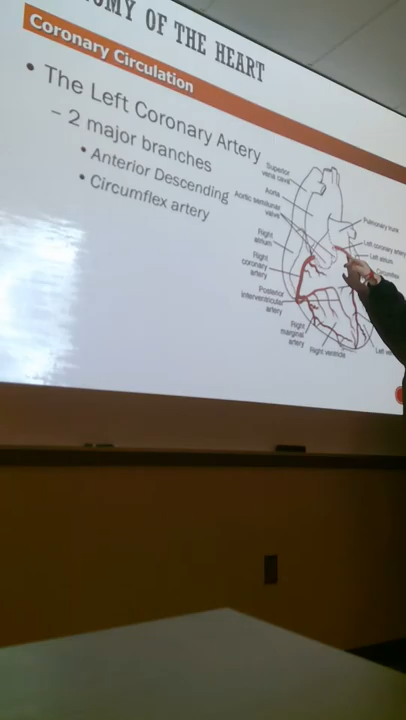 OMY OF THE HEART
Coronary Circulation
• The Left Coronary Artery
– 2 major branches
• Anterior Descending
• Circumflex artery
Superior
vena cava
Aorta
Aortic semilunar
valve
Right
atrium
Right
coronary
artery
Posterior
interventricular
artery
Right
marginal
artery
Right ventricle
Pulmonary trunk
Left coronary artery
Left atrium
Circumflex
Left